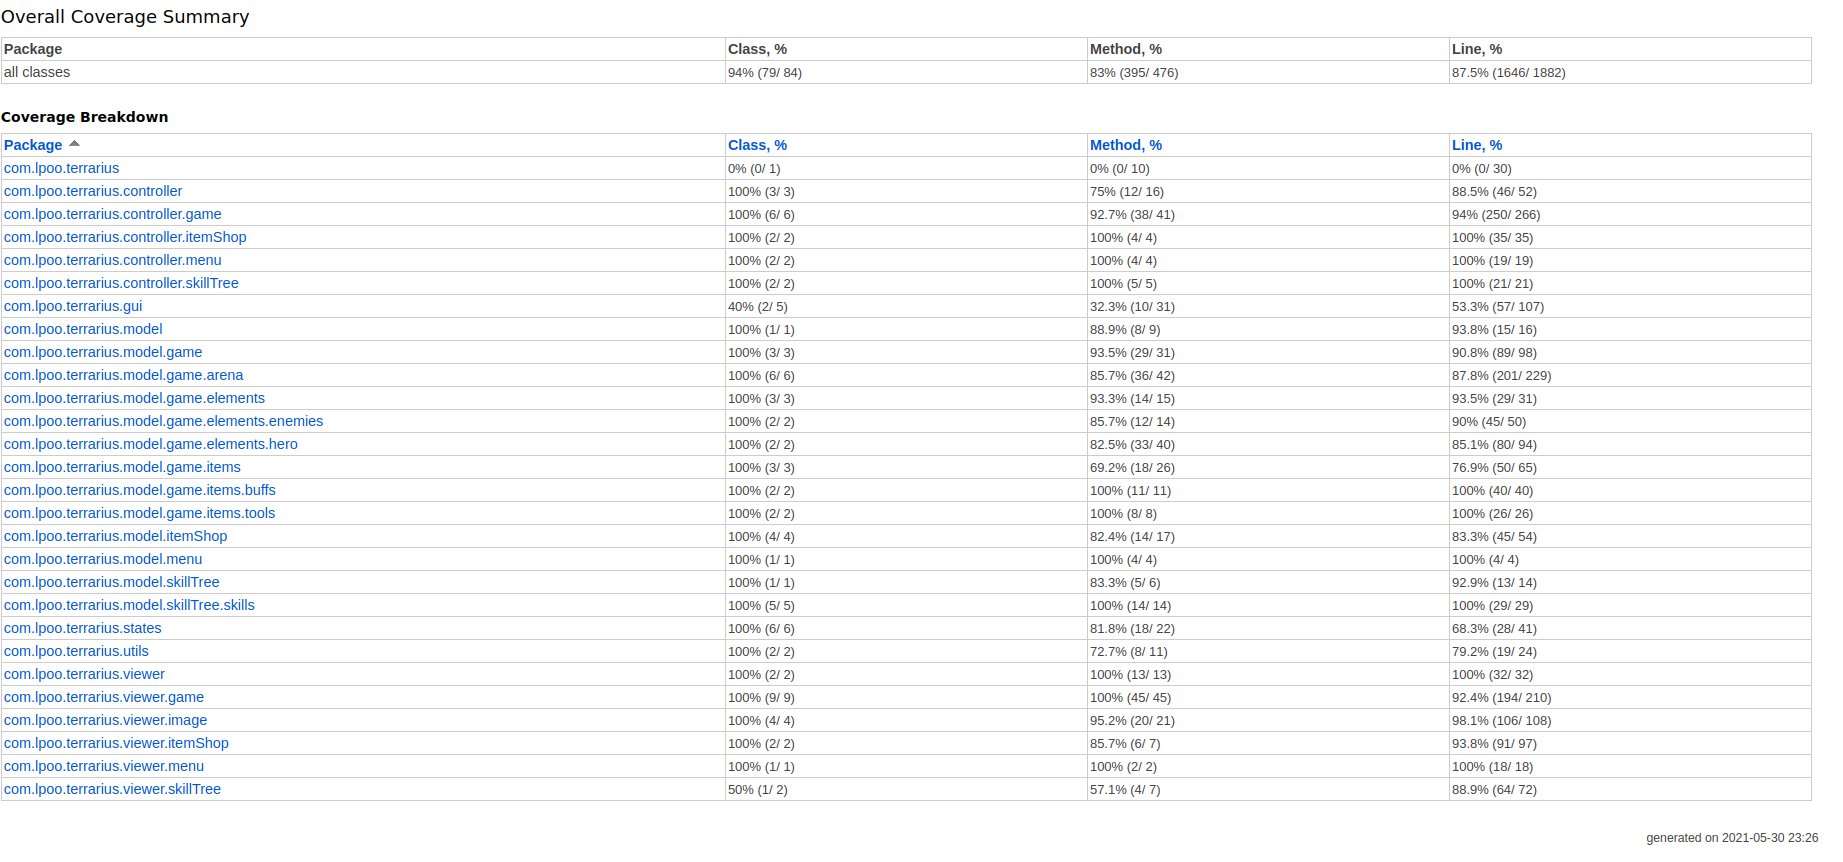 Overall Coverage Summary
Package Class, % Method, % Line, %
all classes 94% (79/ 84) 83% (395/ 476) 87.5% (1646/ 1882)
Coverage Breakdown
Package Class, % Method, % Line, %
com.lpoo.terrarius 0% (0/ 1) 0% (0/ 10) 0% (0/ 30)
com.lpoo.terrarius.controller 100% (3/ 3) 75% (12/ 16) 88.5% (46/ 52)
com.lpoo.terrarius.controller.game 100% (6/ 6) 92.7% (38/ 41) 94% (250/ 266)
com.lpoo.terrarius.controller.itemShop 100% (2/ 2) 100% (4/ 4) 100% (35/ 35)
com.lpoo.terrarius.controller.menu 100% (2/ 2) 100% (4/ 4) 100% (19/ 19)
com.lpoo.terrarius.controller.skillTree 100% (2/ 2) 100% (5/ 5) 100% (21/ 21)
com.lpoo.terrarius.gui 40% (2/ 5) 32.3% (10/ 31) 53.3% (57/ 107)
com.lpoo.terrarius.model 100% (1/ 1) 88.9% (8/ 9) 93.8% (15/ 16)
com.lpoo.terrarius.model.game 100% (3/ 3) 93.5% (29/ 31) 90.8% (89/ 98)
com.lpoo.terrarius.model.game.arena 100% (6/ 6) 85.7% (36/ 42) 87.8% (201/ 229)
com.lpoo.terrarius.model.game.elements 100% (3/ 3) 93.3% (14/ 15) 93.5% (29/ 31)
com.lpoo.terrarius.model.game.elements.enemies 100% (2/ 2) 85.7% (12/ 14) 90% (45/ 50)
com.lpoo.terrarius.model.game.elements.hero 100% (2/ 2) 82.5% (33/ 40) 85.1% (80/ 94)
com.lpoo.terrarius.model.game.items 100% (3/ 3) 69.2% (18/ 26) 76.9% (50/ 65)
com.lpoo.terrarius.model.game.items.buffs 100% (2/ 2) 100% (11/ 11) 100% (40/ 40)
com.lpoo.terrarius.model.game.items.tools 100% (2/ 2) 100% (8/ 8) 100% (26/ 26)
com.lpoo.terrarius.model.itemShop 100% (4/ 4) 82.4% (14/ 17) 83.3% (45/ 54)
com.lpoo.terrarius.model.menu 100% (1/ 1) 100% (4/ 4) 100% (4/ 4)
com.lpoo.terrarius.model.skillTree 100% (1/ 1) 83.3% (5/ 6) 92.9% (13/ 14)
com.lpoo.terrarius.model.skillTree.skills 100% (5/ 5) 100% (14/ 14) 100% (29/ 29)
com.lpoo.terrarius.states 100% (6/ 6) 81.8% (18/ 22) 68.3% (28/ 41)
com.lpoo.terrarius.utils 100% (2/ 2) 72.7% (8/ 11) 79.2% (19/ 24)
com.lpoo.terrarius.viewer 100% (2/ 2) 100% (13/ 13) 100% (32/ 32)
com.lpoo.terrarius.viewer.game 100% (9/ 9) 100% (45/ 45) 92.4% (194/ 210)
com.lpoo.terrarius.viewer.image 100% (4/ 4) 95.2% (20/ 21) 98.1% (106/ 108)
com.lpoo.terrarius.viewer.itemShop 100% (2/ 2) 85.7% (6/ 7) 93.8% (91/ 97)
com.lpoo.terrarius.viewer.menu 100% (1/ 1) 100% (2/ 2) 100% (18/ 18)
com.lpoo.terrarius.viewer.skillTree 50% (1/ 2) 57.1% (4/ 7) 88.9% (64/ 72)
generated on 2021-05-30 23:26